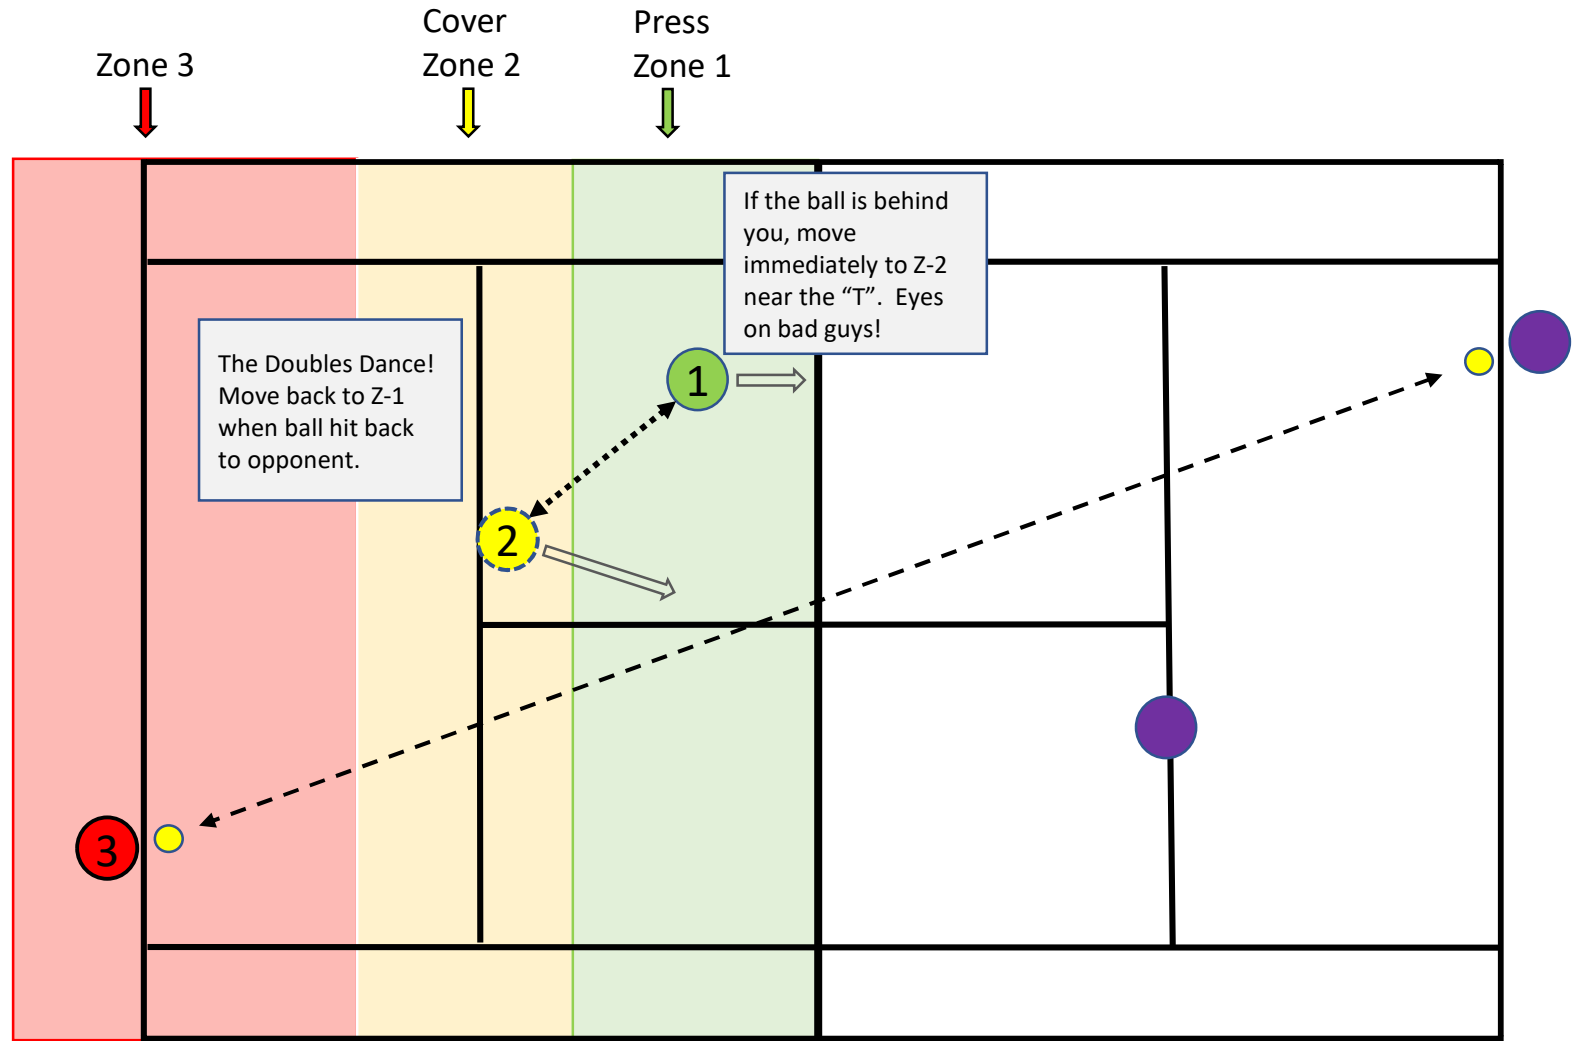 Cover
Press
Zone 3
Zone 2
Zone 1
If the ball is behind
you, move
immediately to Z-2
near the “T”.  Eyes
on bad guys!
The Doubles Dance!
Move back to Z-1
when ball hit back
to opponent.
1
2
3